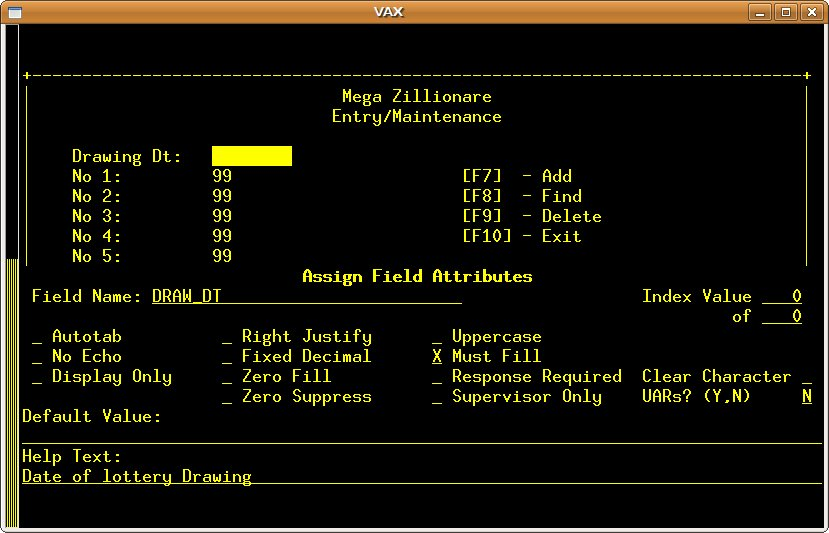 VAX
Mega Zillionare
Entry/Maintenance
Drawing Dt:
No 1: 99 [F7] - Add
No 2: 99 [F8] - Find
No 3: 99 [F9] - Delete
No 4: 99 [F10] - Exit
No 5: 99
Assign Field Attributes
Field Name: DRAW_DT Index Value 0
of 0
_ Autotab _ Right Justify _ Uppercase
_ No Echo _ Fixed Decimal X Must Fill
_ Display Only _ Zero Fill _ Response Required Clear Character _
_ Zero Suppress _ Supervisor Only UARs? (Y,N) N
Default Value:
Help Text:
Date of lottery Drawing